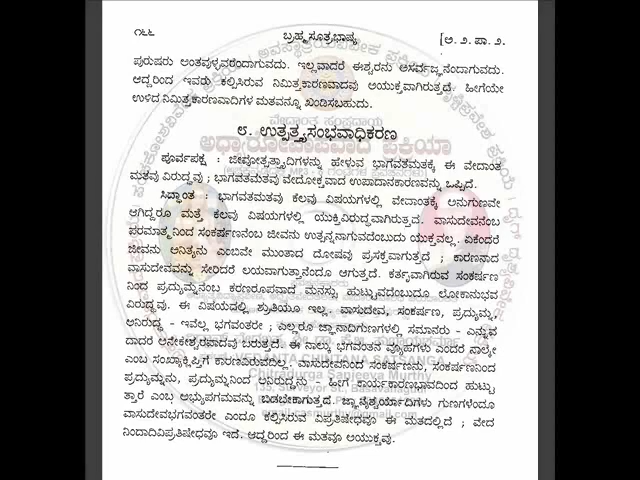 ೧೬೬ ಬ್ರಹ್ಮಸೂತ್ರಭಾಷ್ಯ [ಅ. ೨. ಪಾ. ೨.
ಪುರುಷರು ಅಂತವುಳ್ಳವರೆಂದಾಗುವದು. ಇಲ್ಲವಾದರೆ ಈಶ್ವರನು ಅಸರ್ವಜ್ಞನೆಂದಾಗುವದು.
ಆದ್ದರಿಂದ ಇವರು ಕಲ್ಪಿಸಿರುವ ನಿಮಿತ್ತಕಾರಣವಾದವು ಅಯುಕ್ತವಾಗಿರುತ್ತದೆ. ಹೀಗೆಯೇ
ಉಳಿದ ನಿಮಿತ್ತಕಾರಣವಾದಿಗಳ ಮತವನ್ನೂ ಖಂಡಿಸಬಹುದು.
೮. ಉತ್ಪತ್ತ್ಯಸಂಭವಾಧಿಕರಣ
ಪೂರ್ವಪಕ್ಷ : ಜೀವೋತ್ಪತ್ತ್ಯಾದಿಗಳನ್ನು ಹೇಳುವ ಭಾಗವತಮತಕ್ಕೆ ಈ ವೇದಾಂತ
ಮತವು ವಿರುದ್ಧವು ; ಭಾಗವತಮತವು ವೇದೋಕ್ತವಾದ ಉಪಾದಾನಕಾರಣವನ್ನು ಒಪ್ಪಿದೆ.
ಸಿದ್ಧಾಂತ : ಭಾಗವತಮತವು ಕೆಲವು ವಿಷಯಗಳಲ್ಲಿ ವೇದಾಂತಕ್ಕೆ ಅನುಗುಣವೇ
ಆಗಿದ್ದರೂ ಮತ್ತೆ ಕೆಲವು ವಿಷಯಗಳಲ್ಲಿ ಯುಕ್ತಿವಿರುದ್ಧವಾಗಿರುತ್ತದೆ. ವಾಸುದೇವನೆಂಬ
ಪರಮಾತ್ಮನಿಂದ ಸಂಕರ್ಷಣನೆಂಬ ಜೀವನು ಉತ್ಪನ್ನನಾಗುವದೆಂಬುದು ಯುಕ್ತವಲ್ಲ. ಏಕೆಂದರೆ
ಜೀವನು ಅನಿತ್ಯನು ಎಂಬಿವೇ ಮುಂತಾದ ದೋಷವು ಪ್ರಸಕ್ತವಾಗುತ್ತದೆ ; ಕಾರಣನಾದ
ವಾಸುದೇವವನ್ನು ಸೇರಿದರೆ ಲಯವಾಗುತ್ತಾನೆಂದೂ ಆಗುತ್ತದೆ. ಕರ್ತೃವಾಗಿರುವ ಸಂಕರ್ಷಣ
ನಿಂದ ಪ್ರದ್ಯುಮ್ನನೆಂಬ ಕರಣರೂಪವಾದ ಮನಸ್ಸು ಹುಟ್ಟುವದೆಂಬುದೂ ಲೋಕಾನುಭವ
ವಿರುದ್ಧವು. ಈ ವಿಷಯದಲ್ಲಿ ಶ್ರುತಿಯೂ ಇಲ್ಲ. ವಾಸುದೇವ, ಸಂಕರ್ಷಣ, ಪ್ರದ್ಯುಮ್ನ,
ಅನಿರುದ್ಧ - ಇವೆಲ್ಲ ಭಗವಂತರೇ ; ಎಲ್ಲರೂ ಜ್ಞಾನಾದಿಗುಣಗಳಲ್ಲಿ ಸಮಾನರು - ಎನ್ನುವ
ದಾದರೆ ಅನೇಕೇಶ್ವರವಾದವು ಬರುತ್ತದೆ. ಈ ನಾಲ್ಕು ಭಗವಂತನ ವ್ಯೂಹಗಳು ಎಂದರೆ ನಾಲ್ಕೇ
ಎಂಬ ಸಂಖ್ಯಾಕ್ಲಿಪ್ತಿಗೆ ಕಾರಣವಿರುವದಿಲ್ಲ. ವಾಸುದೇವನಿಂದ ಸಂಕರ್ಷಣನು, ಸಂಕರ್ಷಣನಿಂದ
ಪ್ರದ್ಯುಮ್ನನು, ಪ್ರದ್ಯುಮ್ನನಿಂದ ಅನಿರುದ್ಧನು - ಹೀಗೆ ಕಾರ್ಯಕಾರಣಭಾವದಿಂದ ಹುಟ್ಟು
ತ್ತಾರೆ ಎಂಬ ಅಭ್ಯುಪಗಮವನ್ನು ಬಿಡಬೇಕಾಗುತ್ತದೆ. ಜ್ಞಾನೈಶ್ವರ್ಯಾದಿಗಳು ಗುಣಗಳೆಂದೂ
ವಾಸುದೇವಭಗವಂತರೇ ಎಂದೂ ಕಲ್ಪಿಸಿರುವ ವಿಪ್ರತಿಷೇಧವೂ ಈ ಮತದಲ್ಲಿದೆ ; ವೇದ
ನಿಂದಾದಿವಿಪ್ರತಿಷೇಧವೂ ಇದೆ. ಆದ್ದರಿಂದ ಈ ಮತವೂ ಅಯುಕ್ತವು.